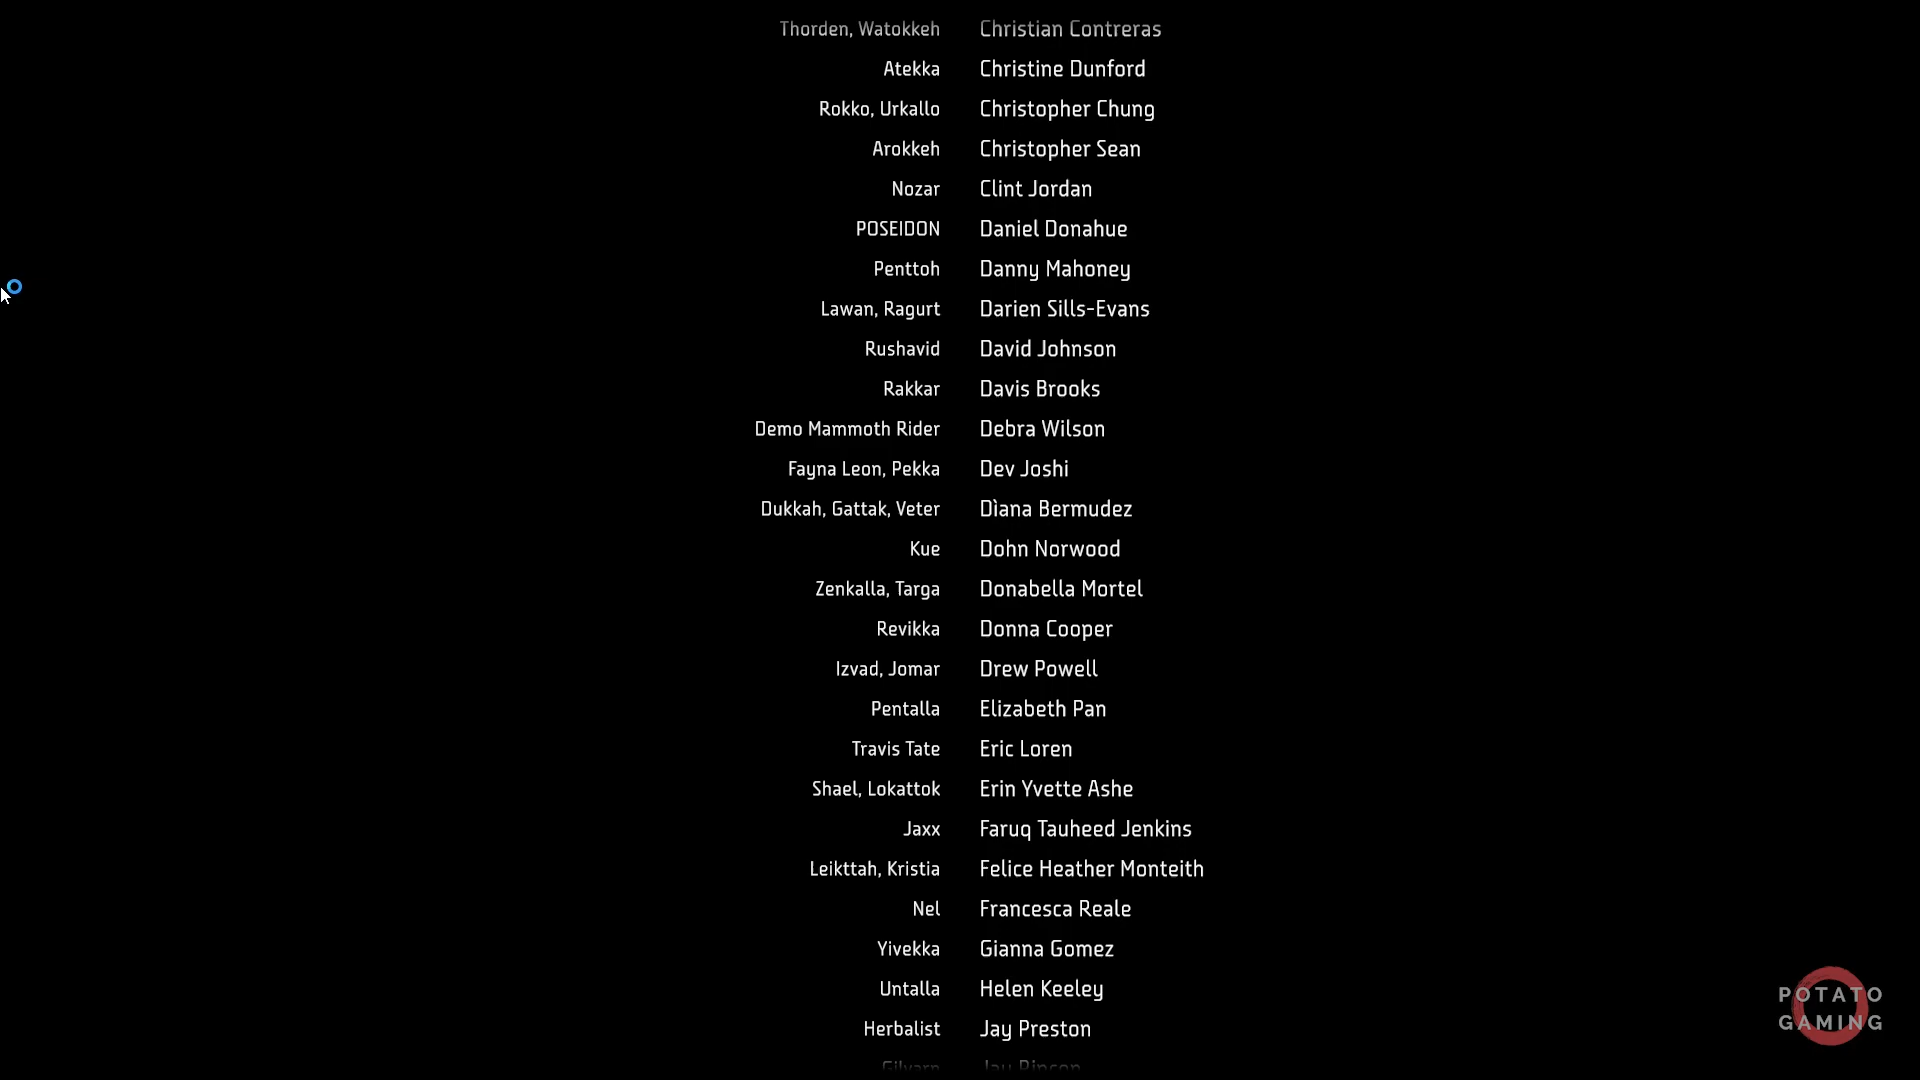 Thorden, Watokkeh Christian Contreras
Atekka Christine Dunford
Rokko, Urkallo Christopher Chung
Arokkeh Christopher Sean
Nozar Clint Jordan
POSEIDON Daniel Donahue
Penttoh Danny Mahoney
Lawan, Ragurt Darien Sills-Evans
Rushavid David Johnson
Rakkar Davis Brooks
Demo Mammoth Rider Debra Wilson
Fayna Leon, Pekka Dev Joshi
Dukkah, Gattak, Veter Dìana Bermudez
Kue Dohn Norwood
Zenkalla, Targa Donabella Mortel
Revikka Donna Cooper
Izvad, Jomar Drew Powell
Pentalla Elizabeth Pan
Travis Tate Eric Loren
Shael, Lokattok Erin Yvette Ashe
Jaxx Faruq Tauheed Jenkins
Leikttah, Kristia Felice Heather Monteith
Nel Francesca Reale
Yivekka Gianna Gomez
Untalla Helen Keeley
Herbalist Jay Preston
Jay Rincon
POTATO
GAMING